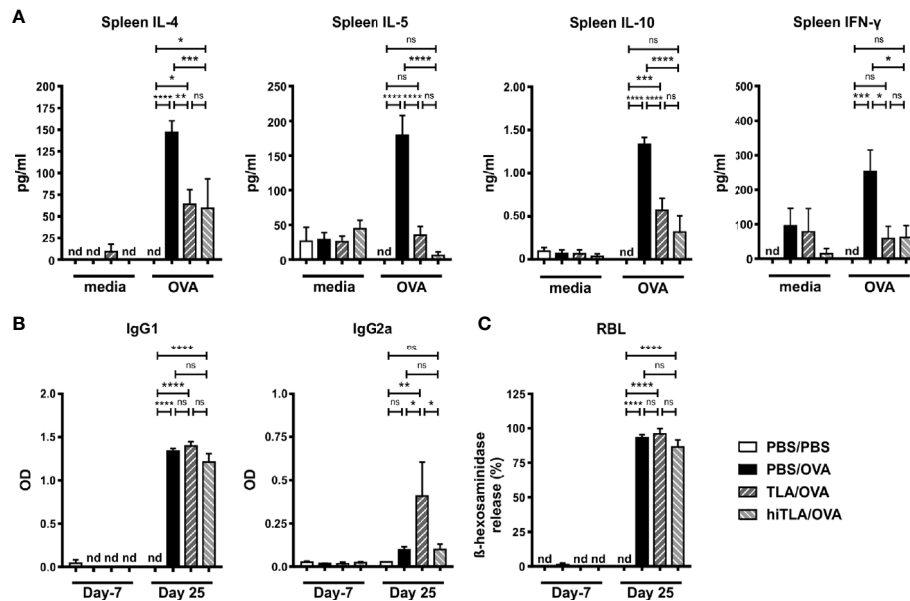 A
Spleen IL-4
Spleen IL-5
Spleen IL-10
Spleen IFN-γ
*
***
*
**** ** ns
pg/ml
200
175
150
125
100
75
50
25
0
nd nd nd nd
media OVA
ns
****
ns
**** **** ns
pg/ml
250
200
150
100
50
0
nd
media OVA
ns
****
***
**** **** ns
ng/ml
2.00
1.50
1.00
0.50
.00
nd
media OVA
ns
*
ns
*** * ns
pg/ml
500
400
300
200
100
0
nd nd
media OVA
B
IgG1
IgG2a
C
RBL
****
ns
****
**** ns ns
OD
2.0
1.5
1.0
0.5
0.0
nd nd nd nd
Day-7 Day 25
ns
ns
**
ns * *
OD
1.0
0.75
0.5
0.25
0.0
Day-7 Day 25
****
ns
****
**** ns ns
ß-hexosaminidase
release (%)
125
100
75
50
25
0
nd nd nd nd
Day-7 Day 25
PBS/PBS
PBS/OVA
TLA/OVA
hiTLA/OVA